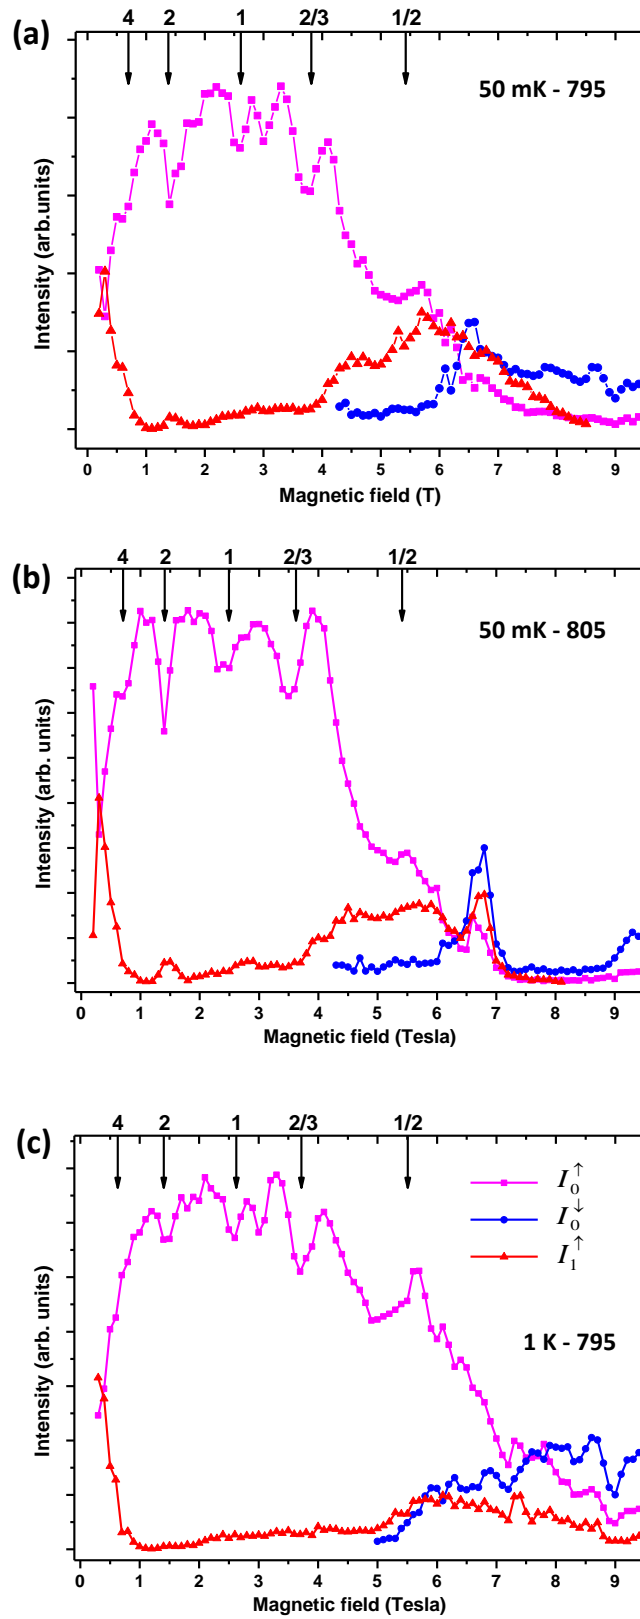 (a)
4 2 1 2/3 1/2
50 mK - 795
Intensity (arb.units)
0 1 2 3 4 5 6 7 8 9
Magnetic field (T)
(b)
4 2 1 2/3 1/2
50 mK - 805
Intensity (arb. units)
0 1 2 3 4 5 6 7 8 9
Magnetic field (Tesla)
(c)
4 2 1 2/3 1/2
I₀↑
I₀↓
I₁↑
1 K - 795
Intensity (arb. units)
0 1 2 3 4 5 6 7 8 9
Magnetic field (Tesla)